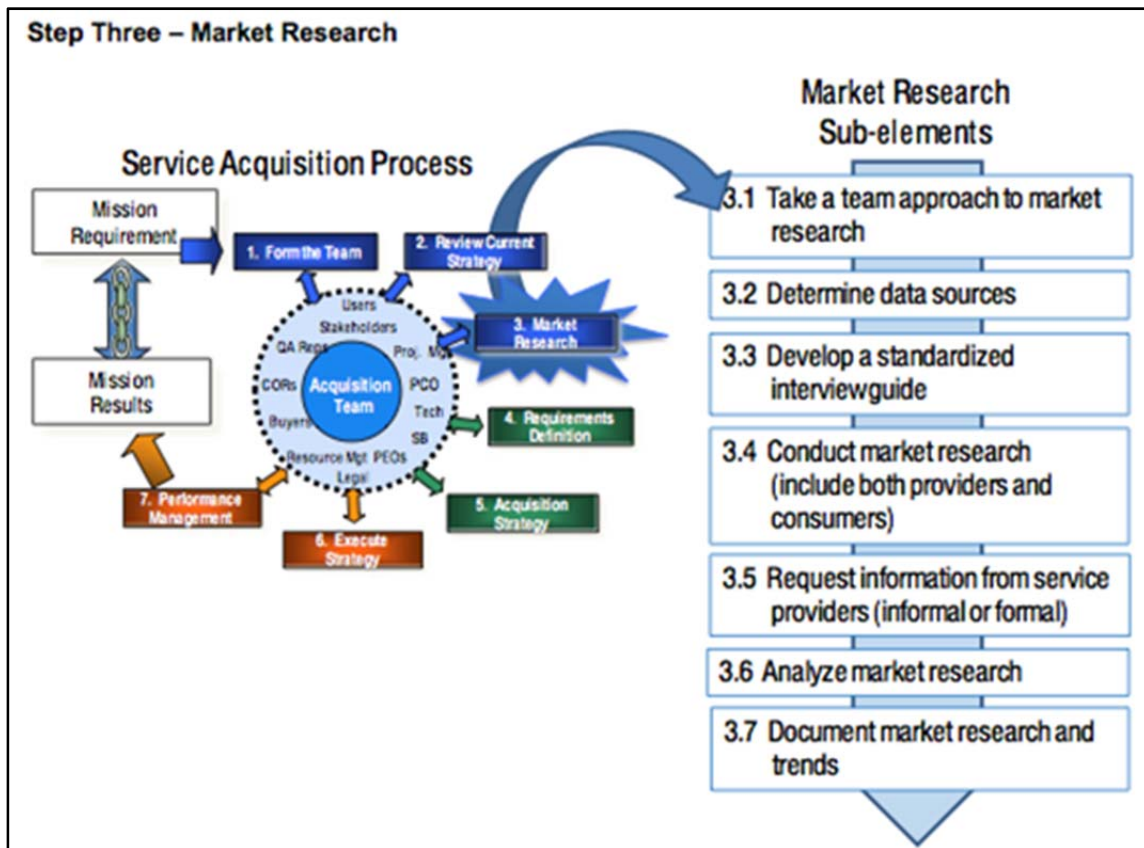 Step Three – Market Research
Service Acquisition Process
Mission
Requirement
Mission
Results
1. Form the Team
2. Review Current
Strategy
3. Market
Research
4. Requirements
Definition
5. Acquisition
Strategy
6. Execute
Strategy
7. Performance
Management
Users
Stakeholders
QA Reps
Proj. Mgt
CORs
Acquisition
Team
PCO
Buyers
Tech
SB
Resource Mgt PEOs
Legal
Market Research
Sub-elements
3.1 Take a team approach to market
research
3.2 Determine data sources
3.3 Develop a standardized
interview guide
3.4 Conduct market research
(include both providers and
consumers)
3.5 Request information from service
providers (informal or formal)
3.6 Analyze market research
3.7 Document market research and
trends